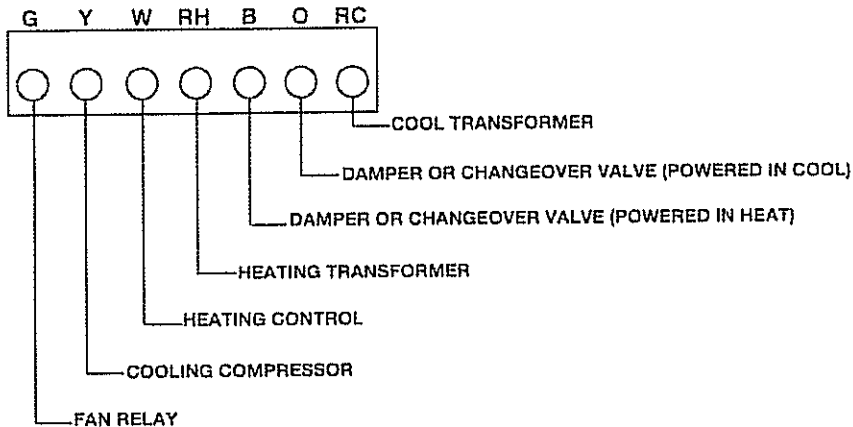 G Y W RH B O RC
COOL TRANSFORMER
DAMPER OR CHANGEOVER VALVE (POWERED IN COOL)
DAMPER OR CHANGEOVER VALVE (POWERED IN HEAT)
HEATING TRANSFORMER
HEATING CONTROL
COOLING COMPRESSOR
FAN RELAY